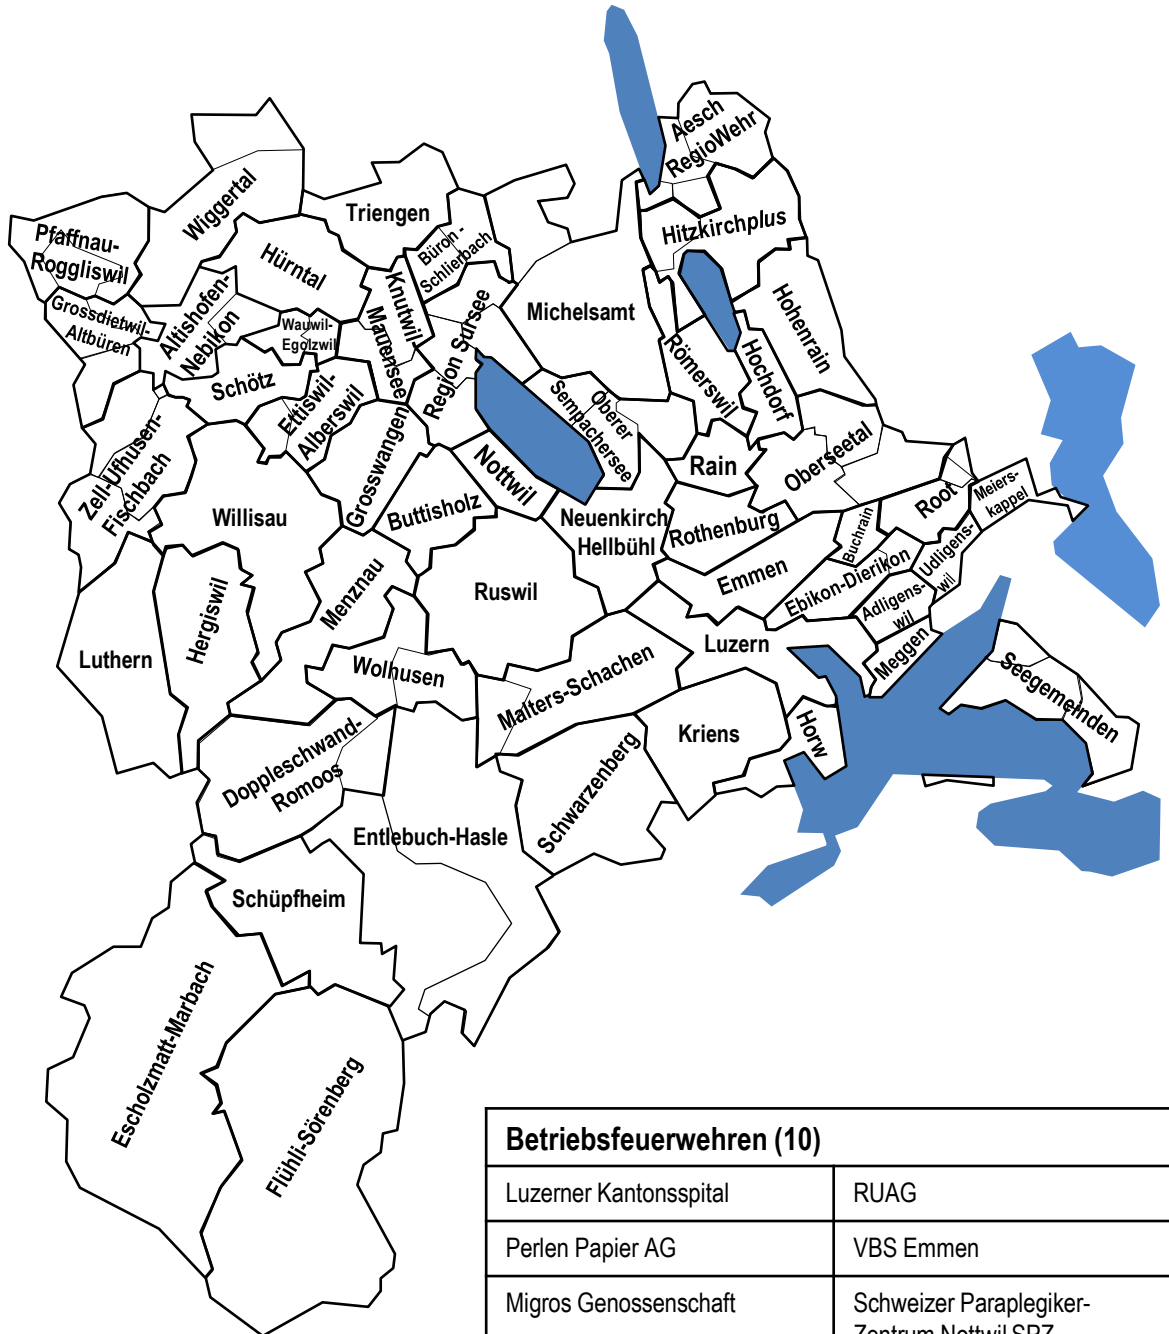 Aesch
RegioWehr
Wiggertal
Triengen
Hitzkirchplus
Pfaffnau-
Roggliswil
Büron -
Schlierbach
Hürntal
Knutwil
Mauensee
Michelsamt
Hohenrain
Grossdietwil-
Altbüren
Altishofen-
Nebikon
Wauwil-
Egolzwil
Region Sursee
Römerswil
Hochdorf
Schötz
Ettiswil-
Alberswil
Oberer
Sempachersee
Grosswangen
Oberseetal
Rain
Nottwil
Zell-Ufhusen-
Fischbach
Willisau
Buttisholz
Neuenkirch
Hellbühl
Rothenburg
Buchrain
Root
Meiers-
kappel
Emmen
Ebikon-Dierikon
Udligens-
wil
Adligens-
wil
Menznau
Ruswil
Hergiswil
Luthern
Wolhusen
Luzern
Meggen
Malters-Schachen
Seegemeinden
Kriens
Horw
Doppleschwand-
Romoos
Schwarzenberg
Entlebuch-Hasle
Schüpfheim
Escholzmatt-Marbach
Flühli-Sörenberg
Betriebsfeuerwehren (10)
Luzerner Kantonsspital
RUAG
Perlen Papier AG
VBS Emmen
Migros Genossenschaft
Schweizer Paraplegiker-
Zentrum Nottwil SPZ